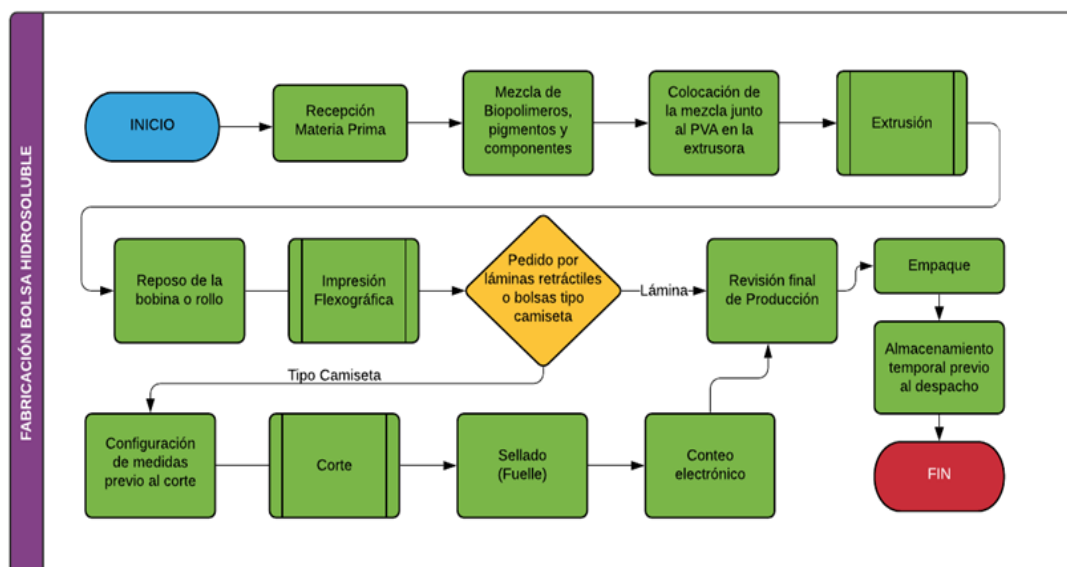 FABRICACIÓN BOLSA HIDROSOLUBLE
INICIO
Recepción
Materia Prima
Mezcla de
Biopolimeros,
pigmentos y
componentes
Colocación de
la mezcla junto
al PVA en la
extrusora
Extrusión
Reposo de la
bobina o rollo
Impresión
Flexográfica
Pedido por
láminas retráctiles
o bolsas tipo
camiseta
Lámina
Revisión final
de Producción
Empaque
Almacenamiento
temporal previo
al despacho
FIN
Tipo Camiseta
Configuración
de medidas
previo al corte
Corte
Sellado
(Fuelle)
Conteo
electrónico